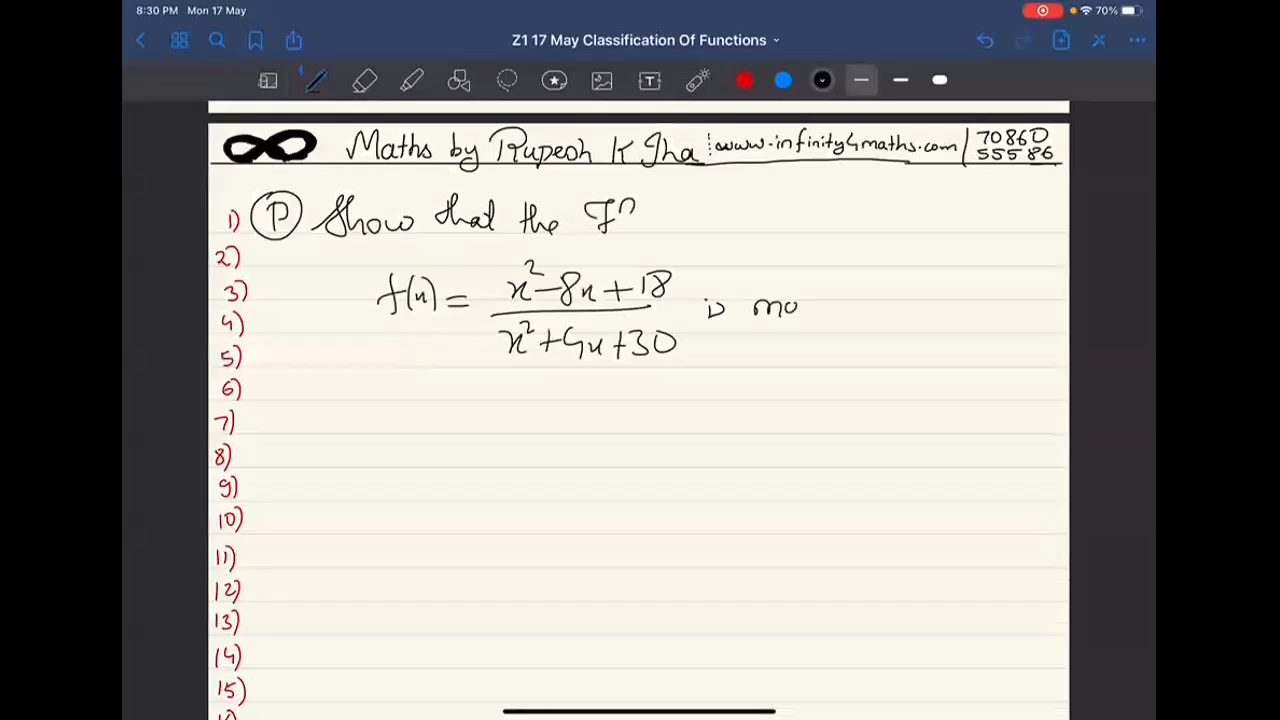 8:30 PM Mon 17 May
70%
Z1 17 May Classification Of Functions
T
Maths by Rupesh K Jha www.infinity4maths.com 70860 55586
1) P Show that the Fn
2)
3) f(x) = x²-8x+18 / x²+4x+30 is mo
4)
5)
6)
7)
8)
9)
10)
11)
12)
13)
14)
15)